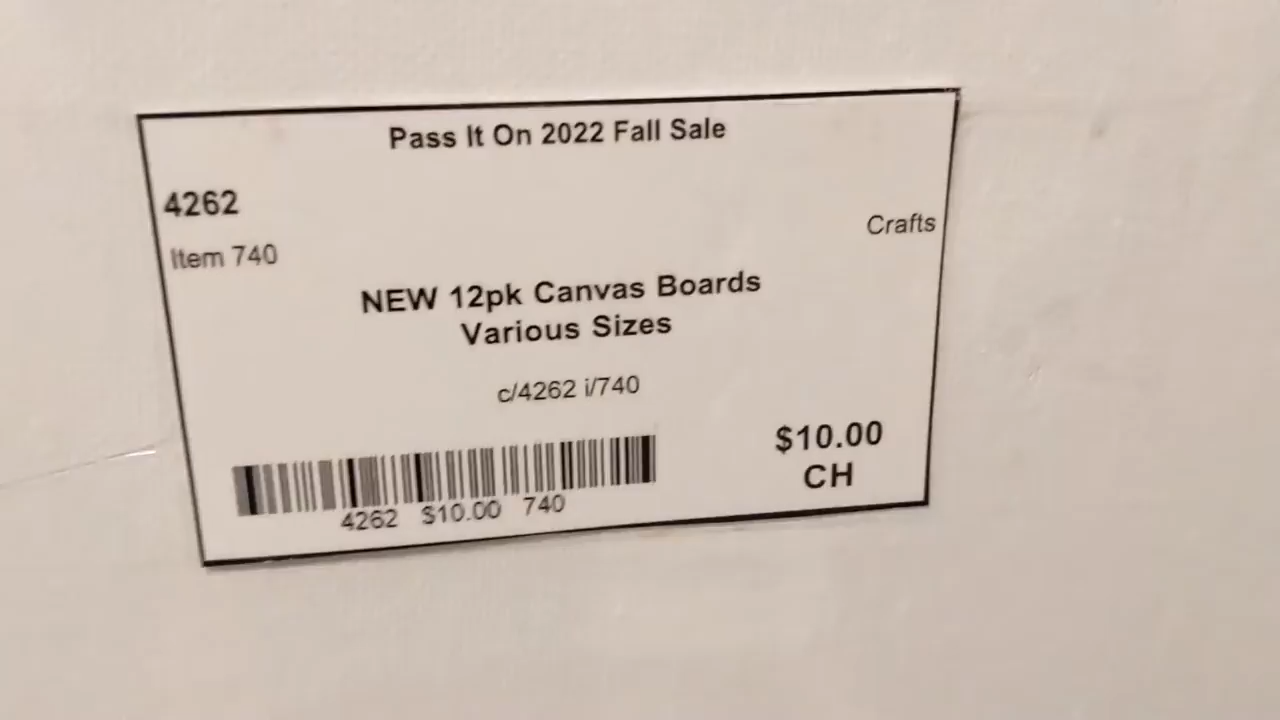 Pass It On 2022 Fall Sale
4262
Crafts
Item 740
NEW 12pk Canvas Boards
Various Sizes
c/4262 i/740
$10.00
CH
4262 $10.00 740